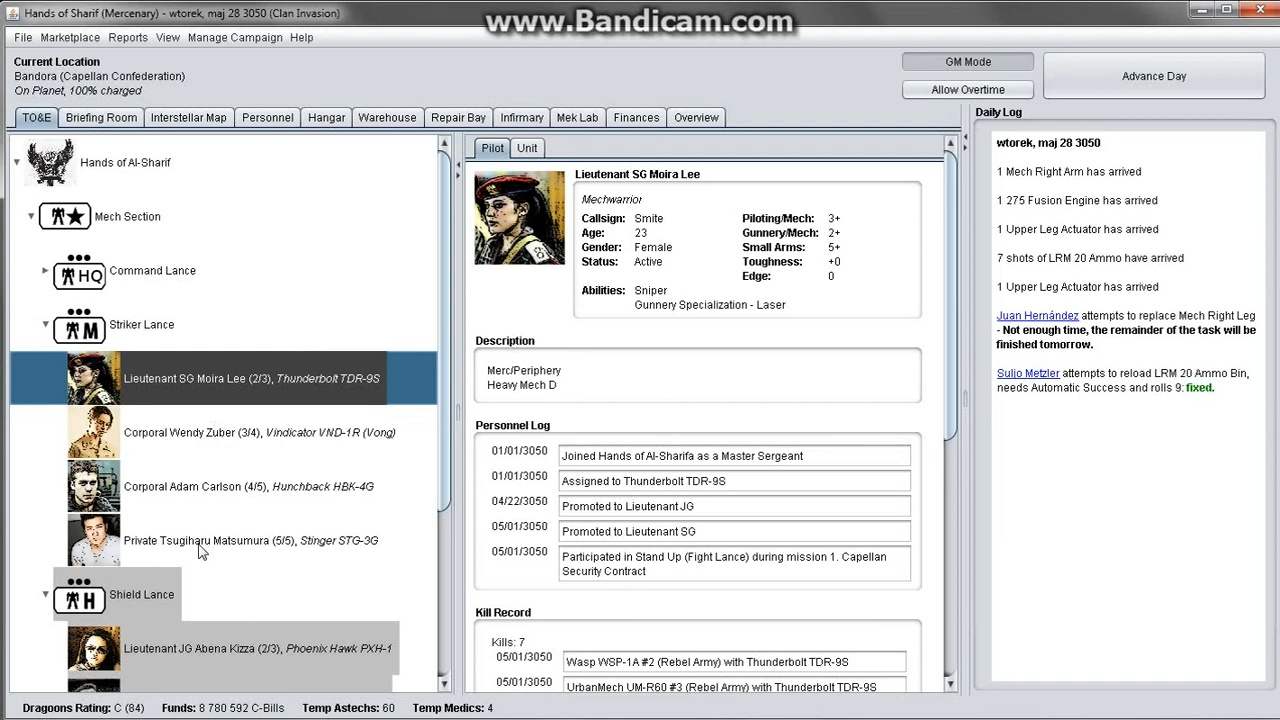 Hands of Sharif (Mercenary) - wtorek, maj 28 3050 (Clan Invasion)
www.Bandicam.com
File Marketplace Reports View Manage Campaign Help
Current Location
Bandora (Capellan Confederation)
On Planet, 100% charged
GM Mode
Allow Overtime
Advance Day
TO&E Briefing Room Interstellar Map Personnel Hangar Warehouse Repair Bay Infirmary Mek Lab Finances Overview
Hands of Al-Sharif
Mech Section
HQ Command Lance
M Striker Lance
Lieutenant SG Moira Lee (2/3), Thunderbolt TDR-9S
Corporal Wendy Zuber (3/4), Vindicator VND-1R (Vong)
Corporal Adam Carlson (4/5), Hunchback HBK-4G
Private Tsugiharu Matsumura (5/5), Stinger STG-3G
H Shield Lance
Lieutenant JG Abena Kizza (2/3), Phoenix Hawk PXH-1
Pilot Unit
Lieutenant SG Moira Lee
Mechwarrior
Callsign: Smite Piloting/Mech: 3+
Age: 23 Gunnery/Mech: 2+
Gender: Female Small Arms: 5+
Status: Active Toughness: +0
Edge: 0
Abilities: Sniper
Gunnery Specialization - Laser
Description
Merc/Periphery
Heavy Mech D
Personnel Log
01/01/3050 Joined Hands of Al-Sharifa as a Master Sergeant
01/01/3050 Assigned to Thunderbolt TDR-9S
04/22/3050 Promoted to Lieutenant JG
05/01/3050 Promoted to Lieutenant SG
05/01/3050 Participated in Stand Up (Fight Lance) during mission 1. Capellan
Security Contract
Kill Record
Kills: 7
05/01/3050 Wasp WSP-1A #2 (Rebel Army) with Thunderbolt TDR-9S
05/01/3050 UrbanMech UM-R60 #3 (Rebel Army) with Thunderbolt TDR-9S
Daily Log
wtorek, maj 28 3050
1 Mech Right Arm has arrived
1 275 Fusion Engine has arrived
1 Upper Leg Actuator has arrived
7 shots of LRM 20 Ammo have arrived
1 Upper Leg Actuator has arrived
Juan Hernández attempts to replace Mech Right Leg
- Not enough time, the remainder of the task will be
finished tomorrow.
Suljo Metzler attempts to reload LRM 20 Ammo Bin,
needs Automatic Success and rolls 9: fixed.
Dragoons Rating: C (84) Funds: 8 780 592 C-Bills Temp Astechs: 60 Temp Medics: 4